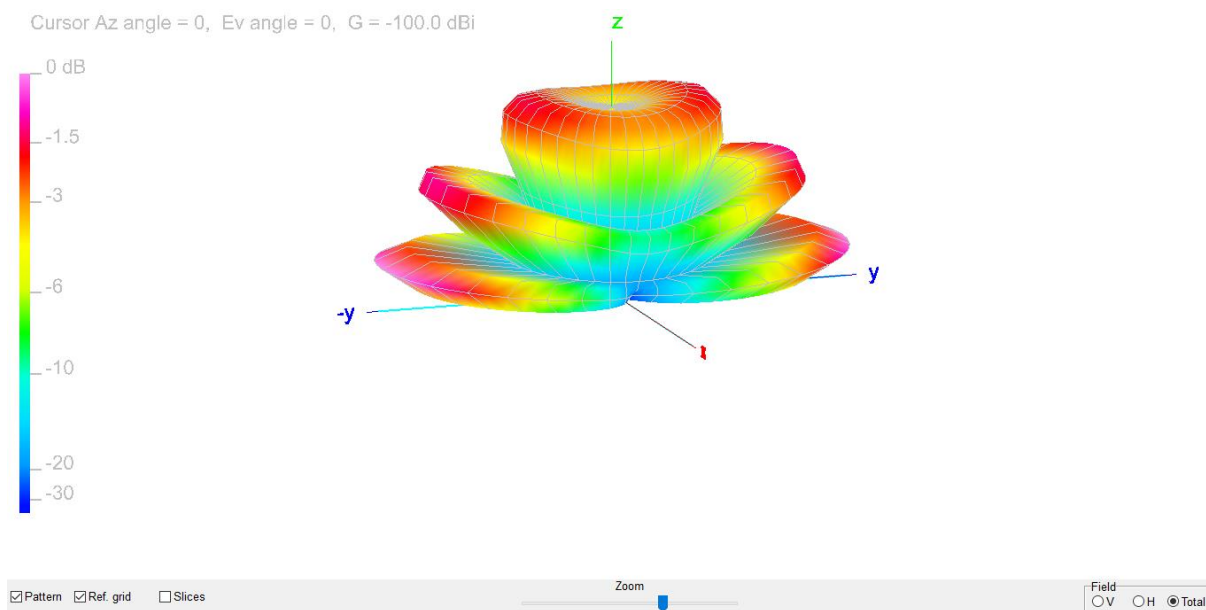 Cursor Az angle = 0, Ev angle = 0, G = -100.0 dBi
z
0 dB
-1.5
-3
-6
-10
-20
-30
-y
y
Zoom
Field
Pattern Ref. grid Slices
V H Total